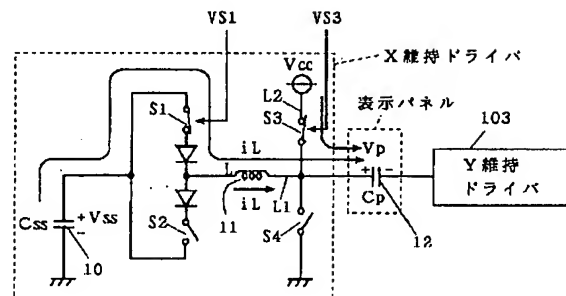 VS1
VS3
Vcc
X維持ドライバ
L2
S1
S3
表示パネル
103
iL
Vp
L
+ -
Y維持
ドライバ
Css
+Vss
-
iL
L1
Cp
11
12
S2
S4
10